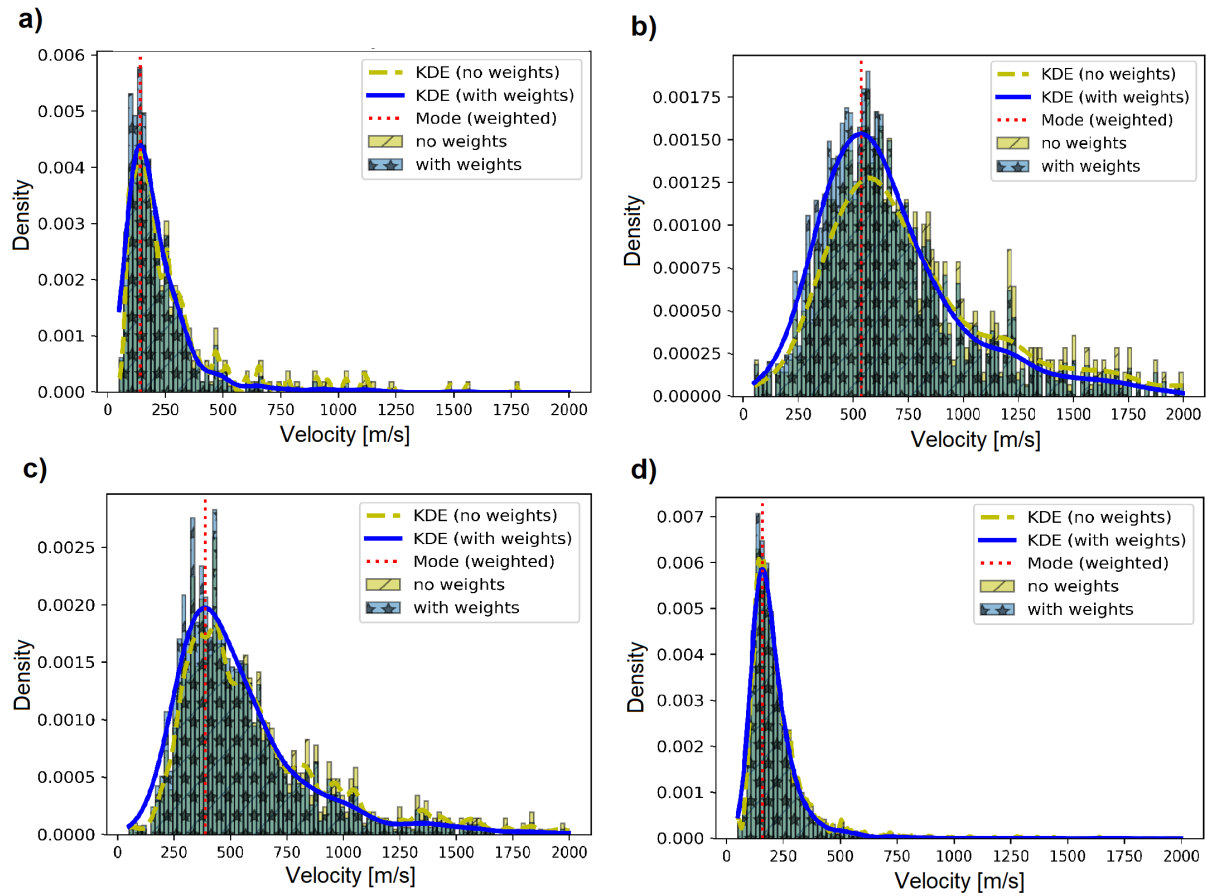 a)
0.006
0.005
0.004
0.003
0.002
0.001
0.000
Density
0 250 500 750 1000 1250 1500 1750 2000
Velocity [m/s]
KDE (no weights)
KDE (with weights)
Mode (weighted)
no weights
with weights
b)
0.00175
0.00150
0.00125
0.00100
0.00075
0.00050
0.00025
0.00000
Density
0 250 500 750 1000 1250 1500 1750 2000
Velocity [m/s]
KDE (no weights)
KDE (with weights)
Mode (weighted)
no weights
with weights
c)
0.0025
0.0020
0.0015
0.0010
0.0005
0.0000
Density
0 250 500 750 1000 1250 1500 1750 2000
Velocity [m/s]
KDE (no weights)
KDE (with weights)
Mode (weighted)
no weights
with weights
d)
0.007
0.006
0.005
0.004
0.003
0.002
0.001
0.000
Density
0 250 500 750 1000 1250 1500 1750 2000
Velocity [m/s]
KDE (no weights)
KDE (with weights)
Mode (weighted)
no weights
with weights